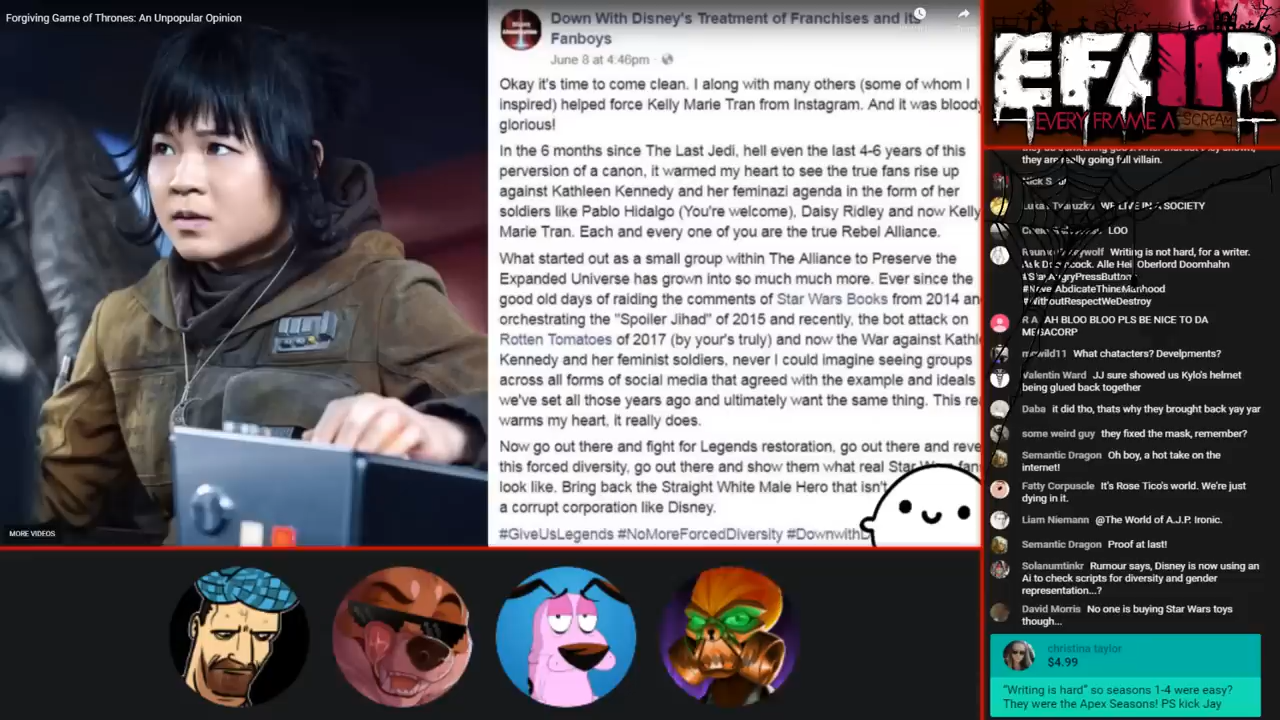 Forgiving Game of Thrones: An Unpopular Opinion
Down With Disney's Treatment of Franchises and its
Fanboys
June 8 at 4:46pm ·
Okay it's time to come clean. I along with many others (some of whom I
inspired) helped force Kelly Marie Tran from Instagram. And it was bloody
glorious!
In the 6 months since The Last Jedi, hell even the last 4-6 years of this
perversion of a canon, it warmed my heart to see the true fans rise up
against Kathleen Kennedy and her feminazi agenda in the form of her
soldiers like Pablo Hidalgo (You're welcome), Daisy Ridley and now Kelly
Marie Tran. Each and every one of you are the true Rebel Alliance.
What started out as a small group within The Alliance to Preserve the
Expanded Universe has grown into so much much more. Ever since the
good old days of raiding the comments of Star Wars Books from 2014 an
orchestrating the "Spoiler Jihad" of 2015 and recently, the bot attack on
Rotten Tomatoes of 2017 (by your's truly) and now the War against Kathl
Kennedy and her feminist soldiers, never I could imagine seeing groups
across all forms of social media that agreed with the example and ideals
we've set all those years ago and ultimately want the same thing. This rea
warms my heart, it really does.
Now go out there and fight for Legends restoration, go out there and reve
this forced diversity, go out there and show them what real Star Wars fans
look like. Bring back the Straight White Male Hero that isn't
a corrupt corporation like Disney.
#GiveUsLegends #NoMoreForcedDiversity #DownwithD
MORE VIDEOS
EFAP
EVERY FRAME A SCREAM
they are really going full villain.
WE LIVE IN A SOCIETY
LOO
Writing is not hard, for a writer.
Alle Heil Oberlord Doomhahn
#StayAngryPressButton
#Never AbdicateThineManhood
#WithoutRespectWeDestroy
R A AH BLOO BLOO PLS BE NICE TO DA
MEGACORP
mcwild11 What chatacters? Develpments?
Valentin Ward JJ sure showed us Kylo's helmet
being glued back together
Daba it did tho, thats why they brought back yay yar
some weird guy they fixed the mask, remember?
Semantic Dragon Oh boy, a hot take on the
internet!
Fatty Corpuscle It's Rose Tico's world. We're just
dying in it.
Liam Niemann @The World of A.J.P. Ironic.
Semantic Dragon Proof at last!
Solanumtinkr Rumour says, Disney is now using an
Ai to check scripts for diversity and gender
representation...?
David Morris No one is buying Star Wars toys
though...
christina taylor
$4.99
“Writing is hard” so seasons 1-4 were easy?
They were the Apex Seasons! PS kick Jay